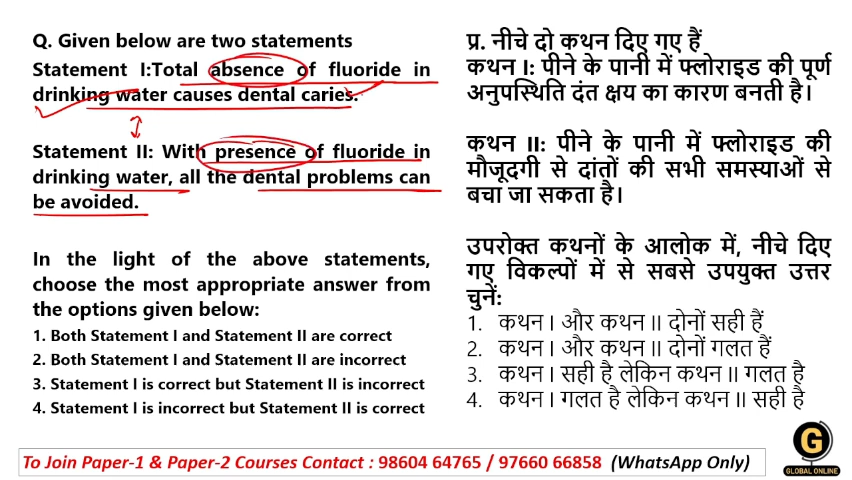 Q. Given below are two statements
Statement I:Total absence of fluoride in
drinking water causes dental caries.
Statement II: With presence of fluoride in
drinking water, all the dental problems can
be avoided.
In the light of the above statements,
choose the most appropriate answer from
the options given below:
1. Both Statement I and Statement II are correct
2. Both Statement I and Statement II are incorrect
3. Statement I is correct but Statement II is incorrect
4. Statement I is incorrect but Statement II is correct
प्र. नीचे दो कथन दिए गए हैं
कथन I: पीने के पानी में फ्लोराइड की पूर्ण
अनुपस्थिति दंत क्षय का कारण बनती है।
कथन II: पीने के पानी में फ्लोराइड की
मौजूदगी से दांतों की सभी समस्याओं से
बचा जा सकता है।
उपरोक्त कथनों के आलोक में, नीचे दिए
गए विकल्पों में से सबसे उपयुक्त उत्तर
चुनें:
1. कथन I और कथन II दोनों सही हैं
2. कथन I और कथन II दोनों गलत हैं
3. कथन I सही है लेकिन कथन II गलत है
4. कथन I गलत है लेकिन कथन II सही है
G
GLOBAL ONLINE
To Join Paper-1 & Paper-2 Courses Contact : 98604 64765 / 97660 66858 (WhatsApp Only)